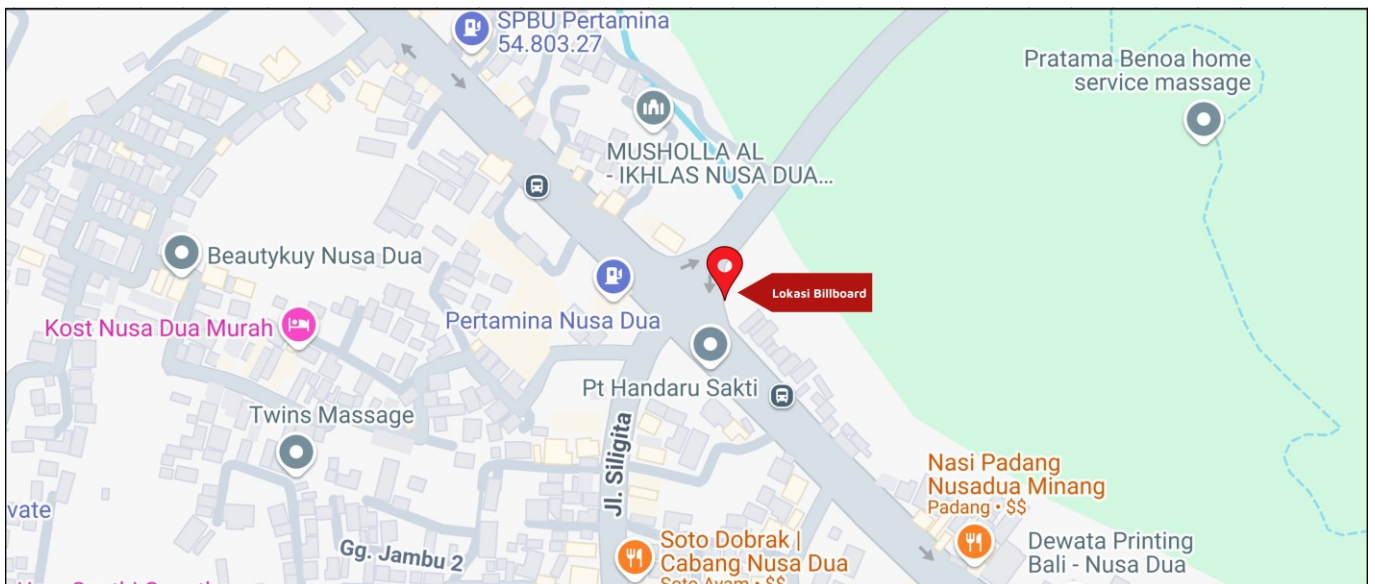 SPBU Pertamina
54.803.27
Pratama Benoa home
service massage
MUSHOLLA AL
- IKHLAS NUSA DUA...
Beautykuy Nusa Dua
Lokasi Billboard
Kost Nusa Dua Murah
Pertamina Nusa Dua
Pt Handaru Sakti
Twins Massage
Jl. Siligita
Nasi Padang
Nusadua Minang
Padang • $$
vate
Gg. Jambu 2
Soto Dobrak |
Cabang Nusa Dua
Soto Ayam • $$
Dewata Printing
Bali - Nusa Dua